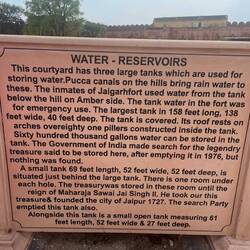 WATER - RESERVOIRS
This courtyard has three large tanks which are used for
storing water.Pucca canals on the hills bring rain water to
these. The inmates of Jaigarhfort used water from the tank
below the hill on Amber side. The tank water in the fort was
for emergency use. The largest in 158 feet long, 138
feet wide, 40 feet deep. The tank is covered. Its roof rests on
arches overeighty one pillers constructed inside the tank.
Sixty hundred thousand gallons water can be stored in the
tank. The Government of India made search for the legendry
treasure said to be stored here, after emptying it in 1976, but
nothing was found.
A small tank 69 feet long, 52 feet wide, 52 feet deep, is
situated just behind the large tank. There is one room under
each one hole. The treasurywas stored in these room until the
reign of Maharaja Sawai Jai Singh II. He took our this
treasure& founded the city of Jaipur 1727. The search Party
emptied this tank also.
Alongside this tank is a small open tank measuring 61
feet long, 52 feet wide & 27 feet deep.